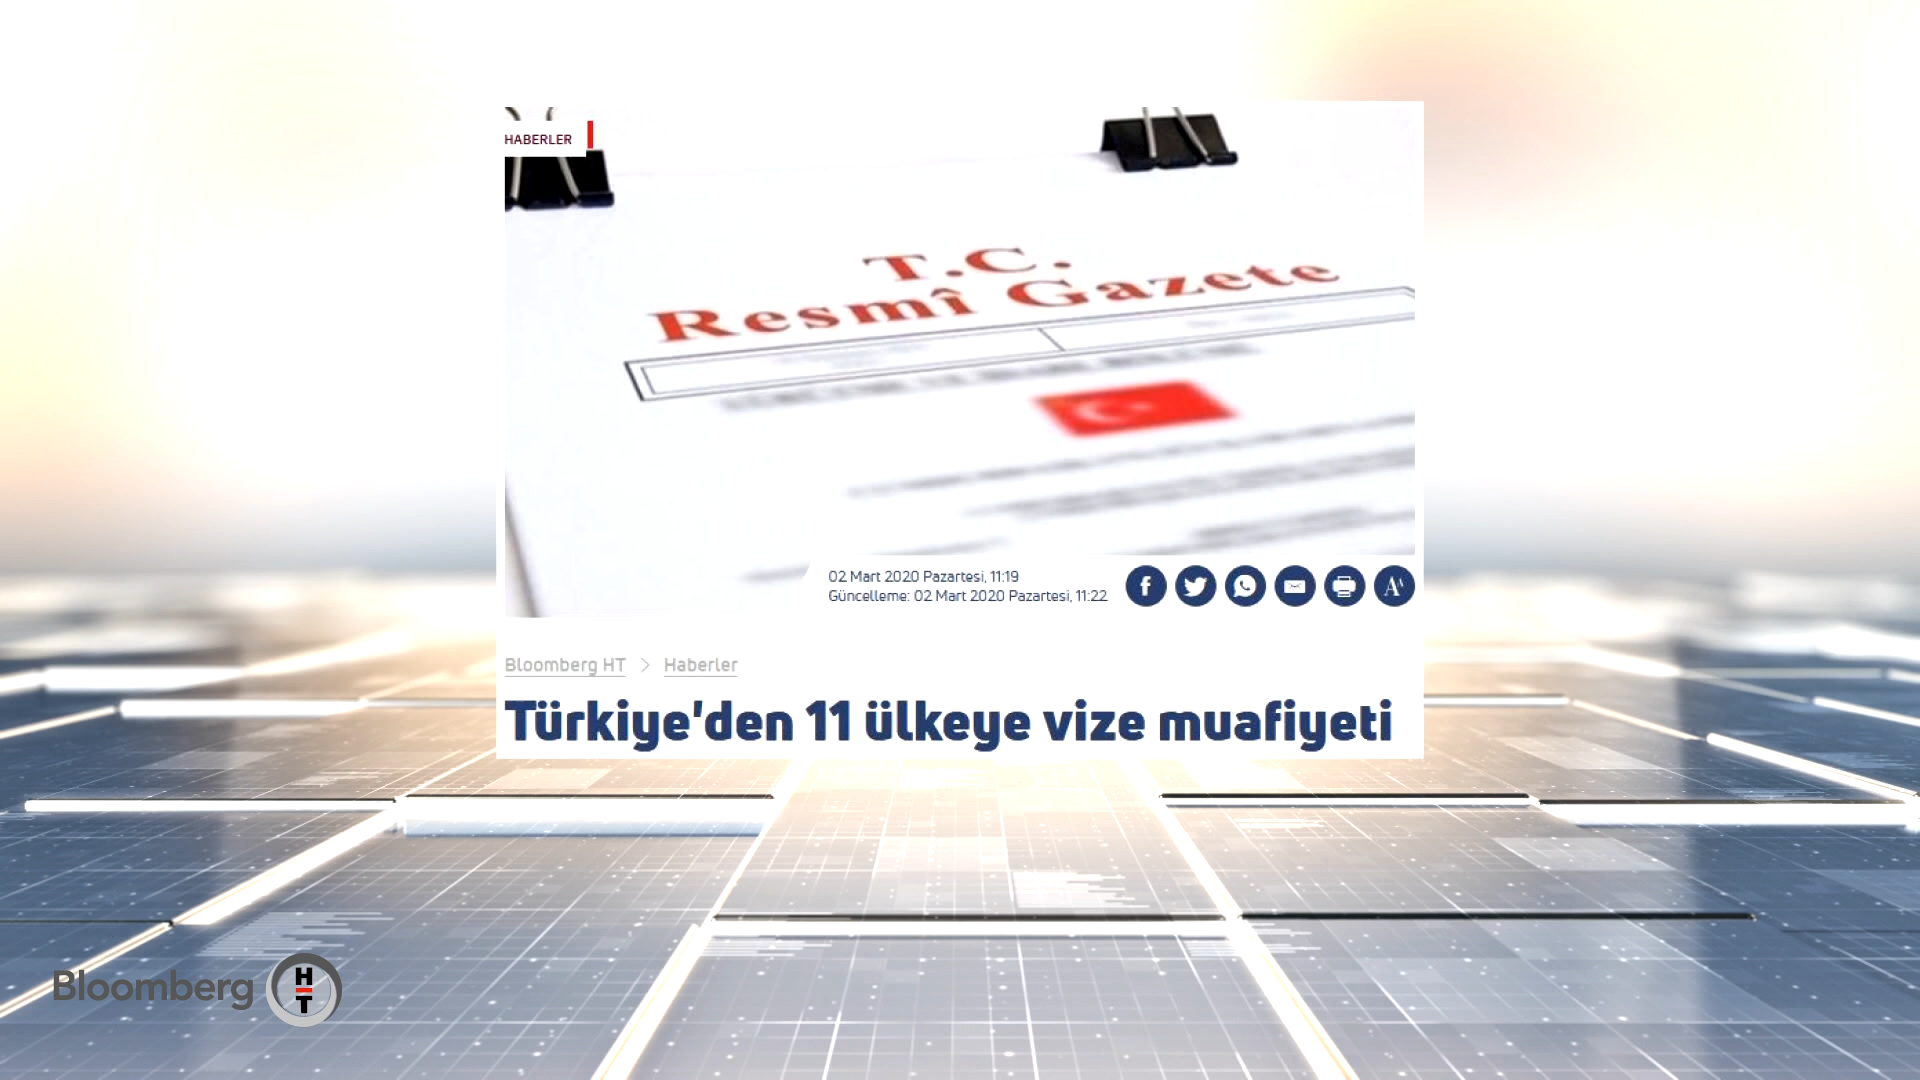 HABERLER
T.C.
Resmî Gazete
02 Mart 2020 Pazartesi, 11:19
Güncelleme: 02 Mart 2020 Pazartesi, 11:22
Bloomberg HT > Haberler
Türkiye'den 11 ülkeye vize muafiyeti
Bloomberg HT